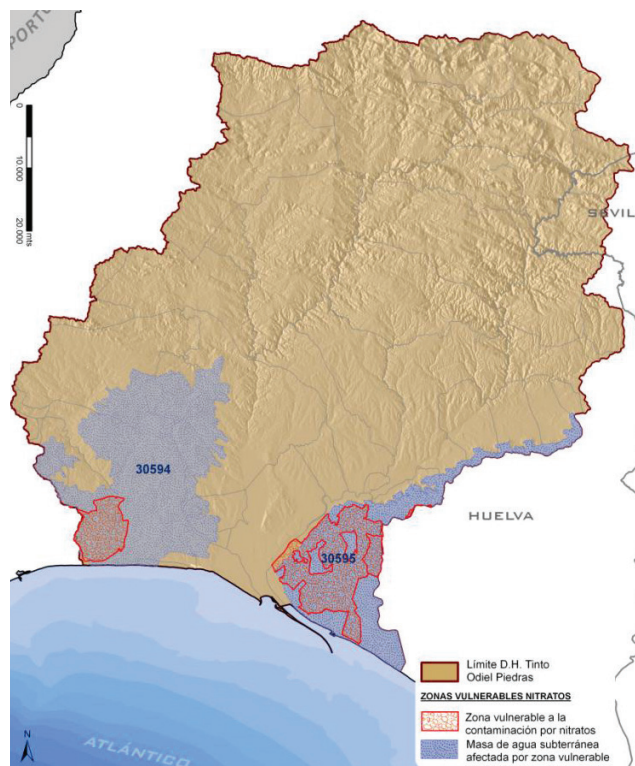 PORTU
0
10.000
20.000
mts
SEVIL
30594
HUELVA
30595
Límite D.H. Tinto
Odiel Piedras
ZONAS VULNERABLES NITRATOS
Zona vulnerable a la
contaminación por nitratos
Masa de agua subterránea
afectada por zona vulnerable
N
ATLÁNTICO